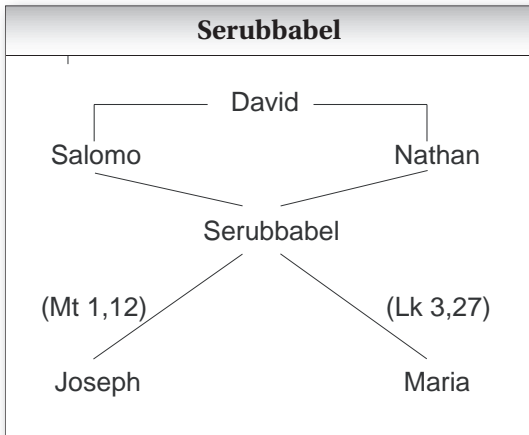 Serubbabel
David
Salomo Nathan
Serubbabel
(Mt 1,12) (Lk 3,27)
Joseph Maria